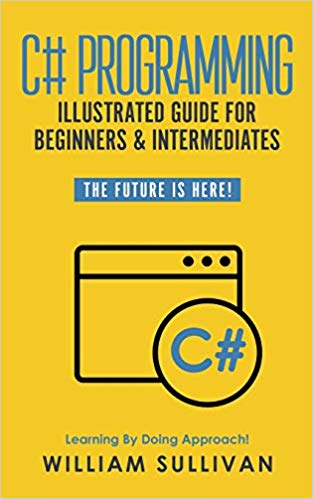 C# PROGRAMMING
ILLUSTRATED GUIDE FOR
BEGINNERS & INTERMEDIATES
THE FUTURE IS HERE!
C#
Learning By Doing Approach!
WILLIAM SULLIVAN